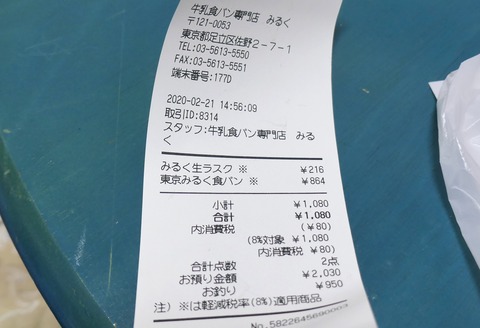 牛乳食パン専門店 みるく
〒121-0053
東京都足立区佐野2-7-1
TEL:03-5613-5550
FAX:03-5613-5551
端末番号:177D
2020-02-21 14:56:09
取引ID:8314
スタッフ:牛乳食パン専門店 みる
く
みるく生ラスク ※ ¥216
東京みるく食パン ※ ¥864
小計 ¥1,080
合計 ¥1,080
内消費税 (¥80)
(8%対象 ¥1,080
内消費税 ¥80)
合計点数 2点
お預り金額 ¥2,030
お釣り ¥950
注) ※は軽減税率(8%)適用商品
No.5822645690003